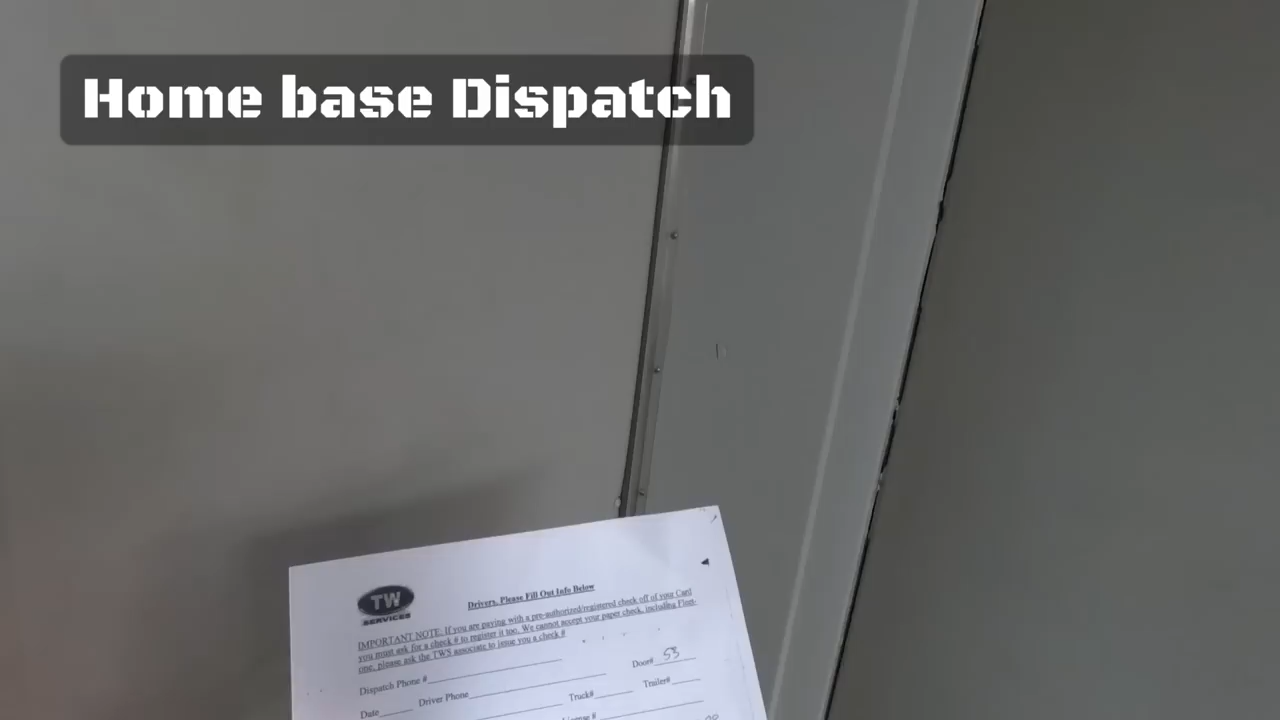 Home base Dispatch
TW
SERVICES
Drivers, Please Fill Out Info Below
IMPORTANT NOTE: If you are paying with a pre-authorized/registered check off of your Card
you must ask for a check # to register it too. We cannot accept your paper check, including
one, please ask the TWS associate to issue you a check #
Door# 53
Dispatch Phone #
Date Driver Phone Truck# Trailer#
License #